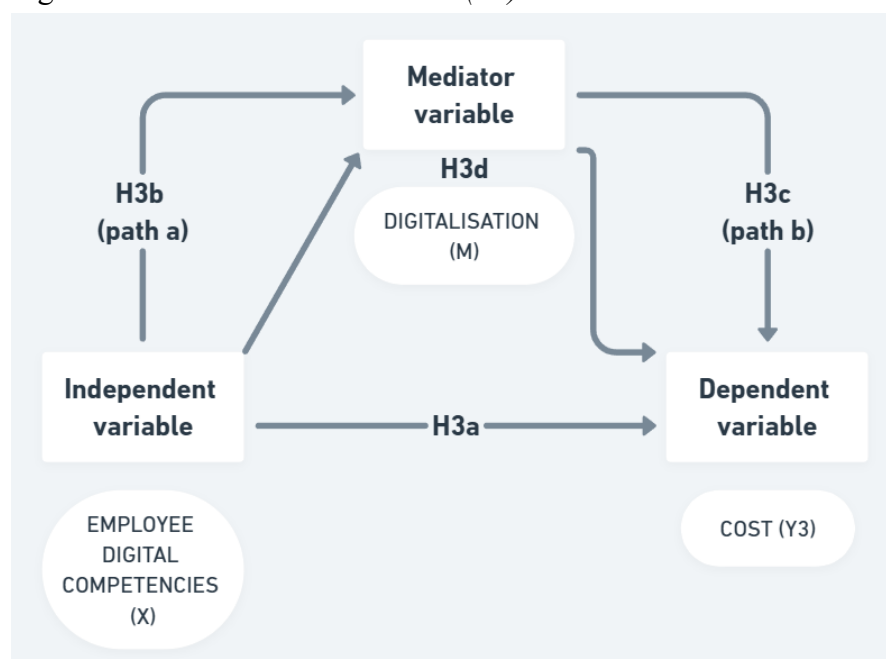 Mediator
variable
H3d
DIGITALISATION
(M)
H3b
(path a)
H3c
(path b)
Independent
variable
H3a
Dependent
variable
EMPLOYEE
DIGITAL
COMPETENCIES
(X)
COST (Y3)